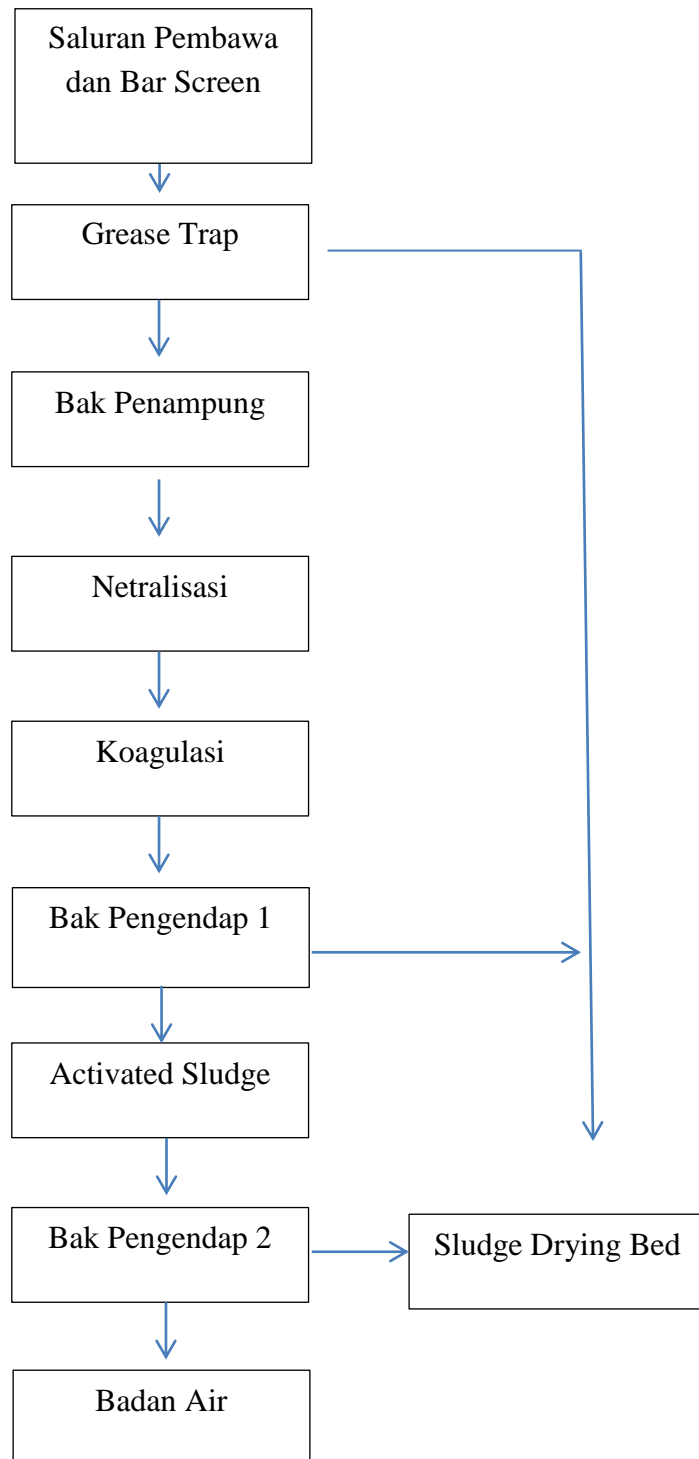 Saluran Pembawa
dan Bar Screen
Grease Trap
Bak Penampung
Netralisasi
Koagulasi
Bak Pengendap 1
Activated Sludge
Bak Pengendap 2
Sludge Drying Bed
Badan Air